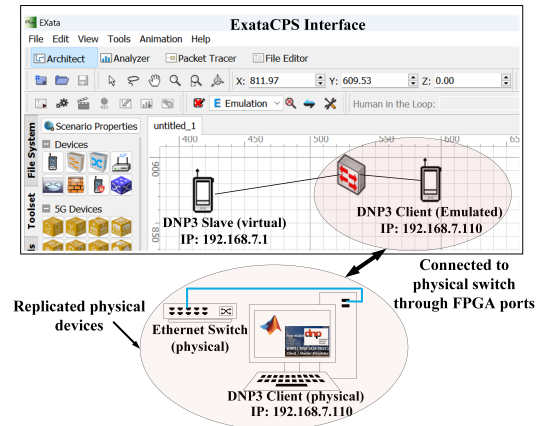 EXata
ExataCPS Interface
File Edit View Tools Animation Help
Architect Analyzer Packet Tracer File Editor
X: 811.97 Y: 609.53 Z: 0.00
E Emulation Human in the Loop:
File System
Toolset
Scenario Properties
Devices
5G Devices
untitled_1
400 450 500 550 600 65
900
850
DNP3 Slave (virtual)
IP: 192.168.7.1
DNP3 Client (Emulated)
IP: 192.168.7.110
Connected to
physical switch
through FPGA ports
Replicated physical
devices
Ethernet Switch
(physical)
dnp
DNP3 Client (physical)
IP: 192.168.7.110